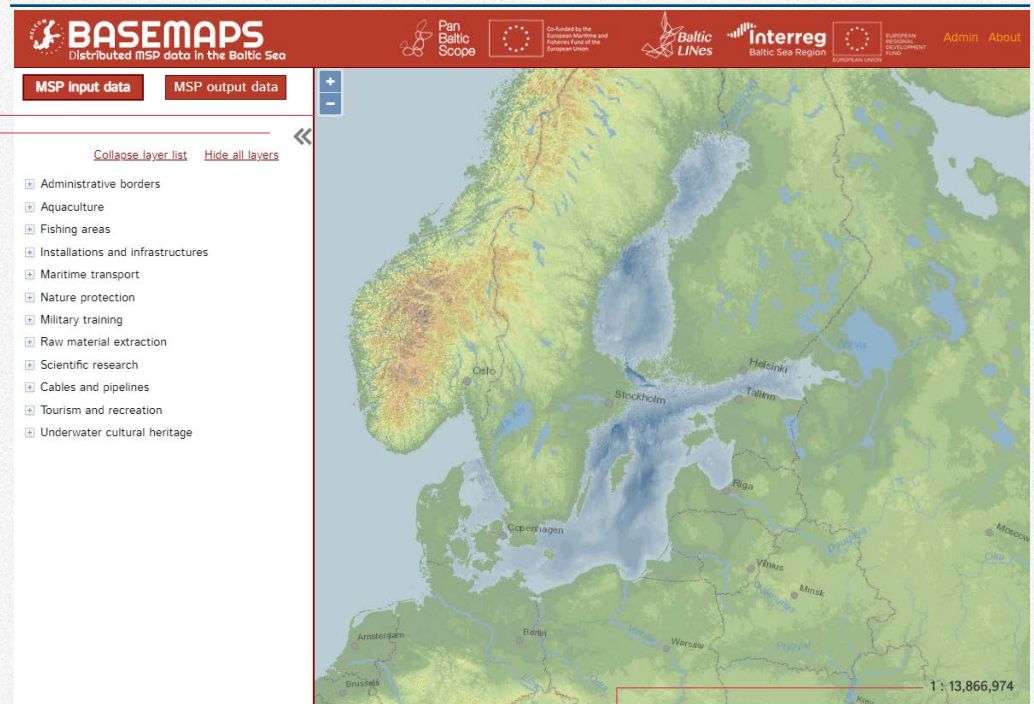 HELCOM BASEMAPS
Distributed MSP data in the Baltic Sea
Pan
Baltic
Scope
Co-funded by the
European Maritime and
Fisheries Fund of the
European Union
Baltic
LINes
Interreg
Baltic Sea Region
EUROPEAN UNION
EUROPEAN
REGIONAL
DEVELOPMENT
FUND
Admin About
MSP input data
MSP output data
+
−
Collapse layer list Hide all layers
Administrative borders
Aquaculture
Fishing areas
Installations and infrastructures
Maritime transport
Nature protection
Military training
Raw material extraction
Scientific research
Cables and pipelines
Tourism and recreation
Underwater cultural heritage
Neva
Helsinki
Oslo
Tallinn
Stockholm
Riga
Copenhagen
Moscow
Daugava
Oka
Vilnius
Minsk
Amsterdam
Berlin
Warsaw
Brussels
1 : 13,866,974